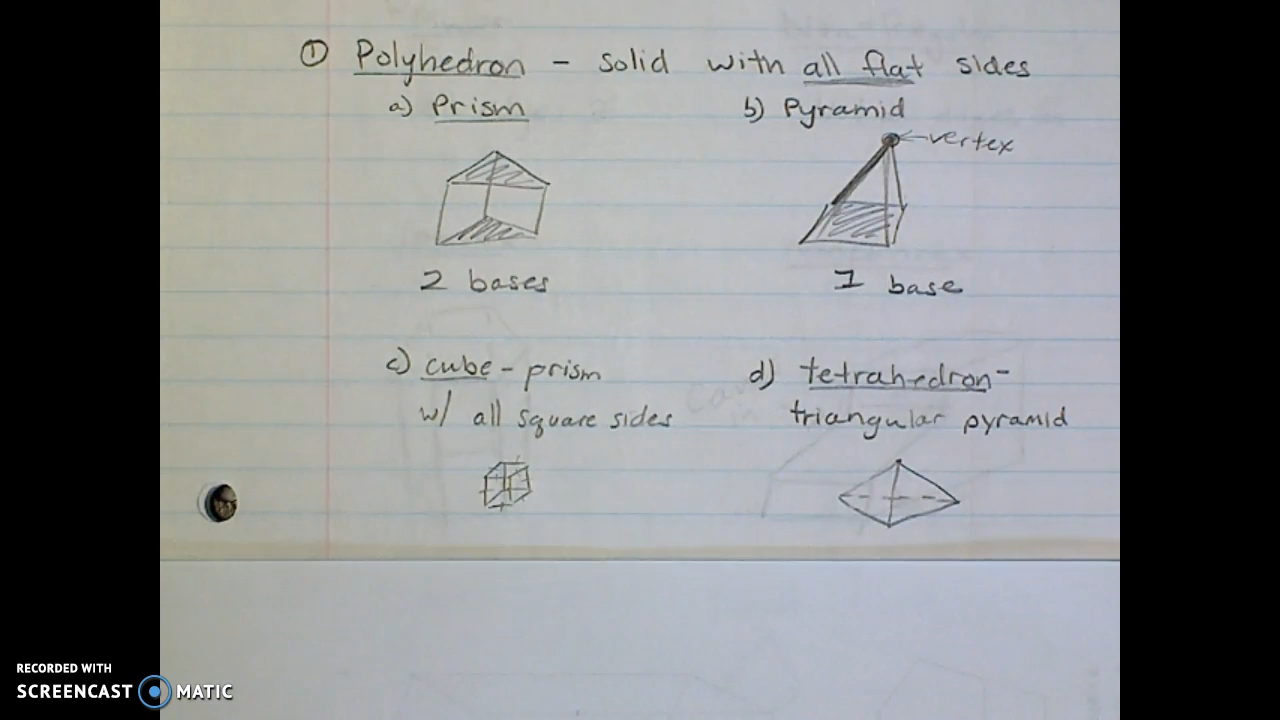 ① Polyhedron - solid with all flat sides
a) Prism
b) Pyramid
vertex
2 bases
1 base
c) cube - prism
w/ all square sides
d) tetrahedron-
triangular pyramid
RECORDED WITH
SCREENCAST MATIC